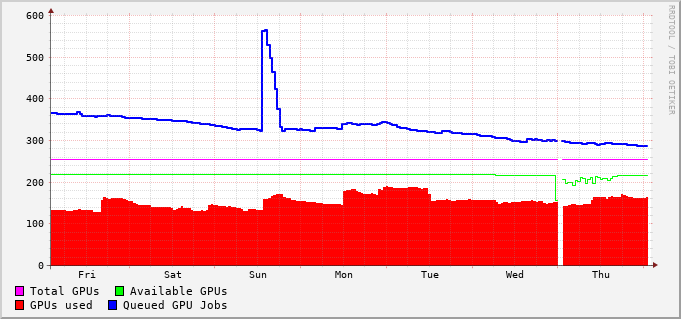 600
500
400
300
200
100
0
Fri Sat Sun Mon Tue Wed Thu
Total GPUs Available GPUs
GPUs used Queued GPU Jobs
RRDTOOL / TOBI OETIKER